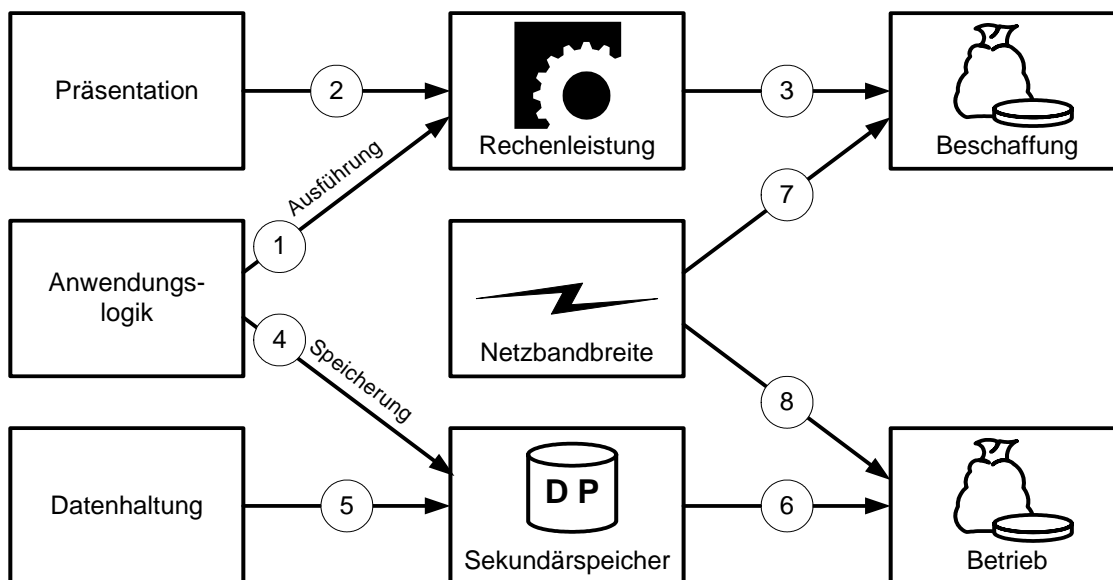 Präsentation
2
Rechenleistung
3
Beschaffung
Ausführung
1
7
Anwendungs-
logik
Netzbandbreite
4
Speicherung
8
Datenhaltung
5
D P
Sekundärspeicher
6
Betrieb